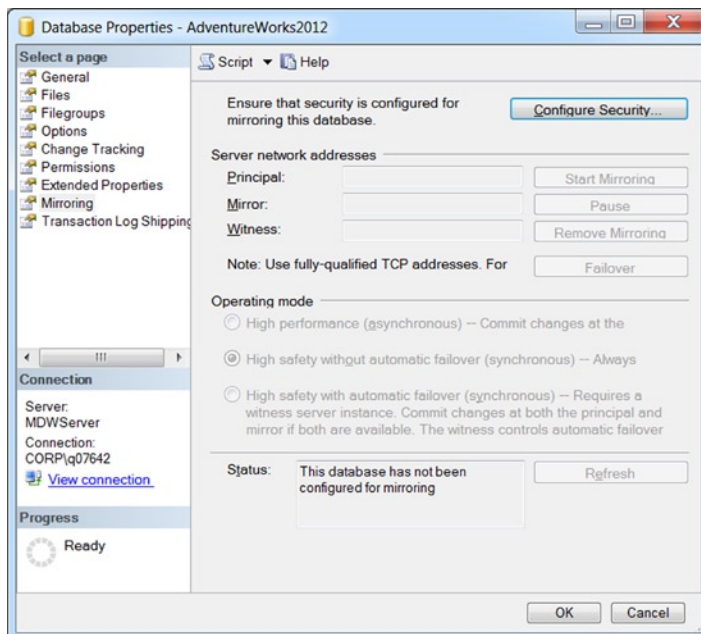 Database Properties - AdventureWorks2012
Select a page
General
Files
Filegroups
Options
Change Tracking
Permissions
Extended Properties
Mirroring
Transaction Log Shipping
Connection
Server:
MDWServer
Connection:
CORP\q07642
View connection
Progress
Ready
Script
Help
Ensure that security is configured for
mirroring this database.
Configure Security...
Server network addresses
Principal:
Start Mirroring
Mirror:
Pause
Witness:
Remove Mirroring
Note: Use fully-qualified TCP addresses. For
Failover
Operating mode
High performance (asynchronous) -- Commit changes at the
High safety without automatic failover (synchronous) -- Always
High safety with automatic failover (synchronous) -- Requires a
witness server instance. Commit changes at both the principal and
mirror if both are available. The witness controls automatic failover
Status:
This database has not been
configured for mirroring
Refresh
OK
Cancel